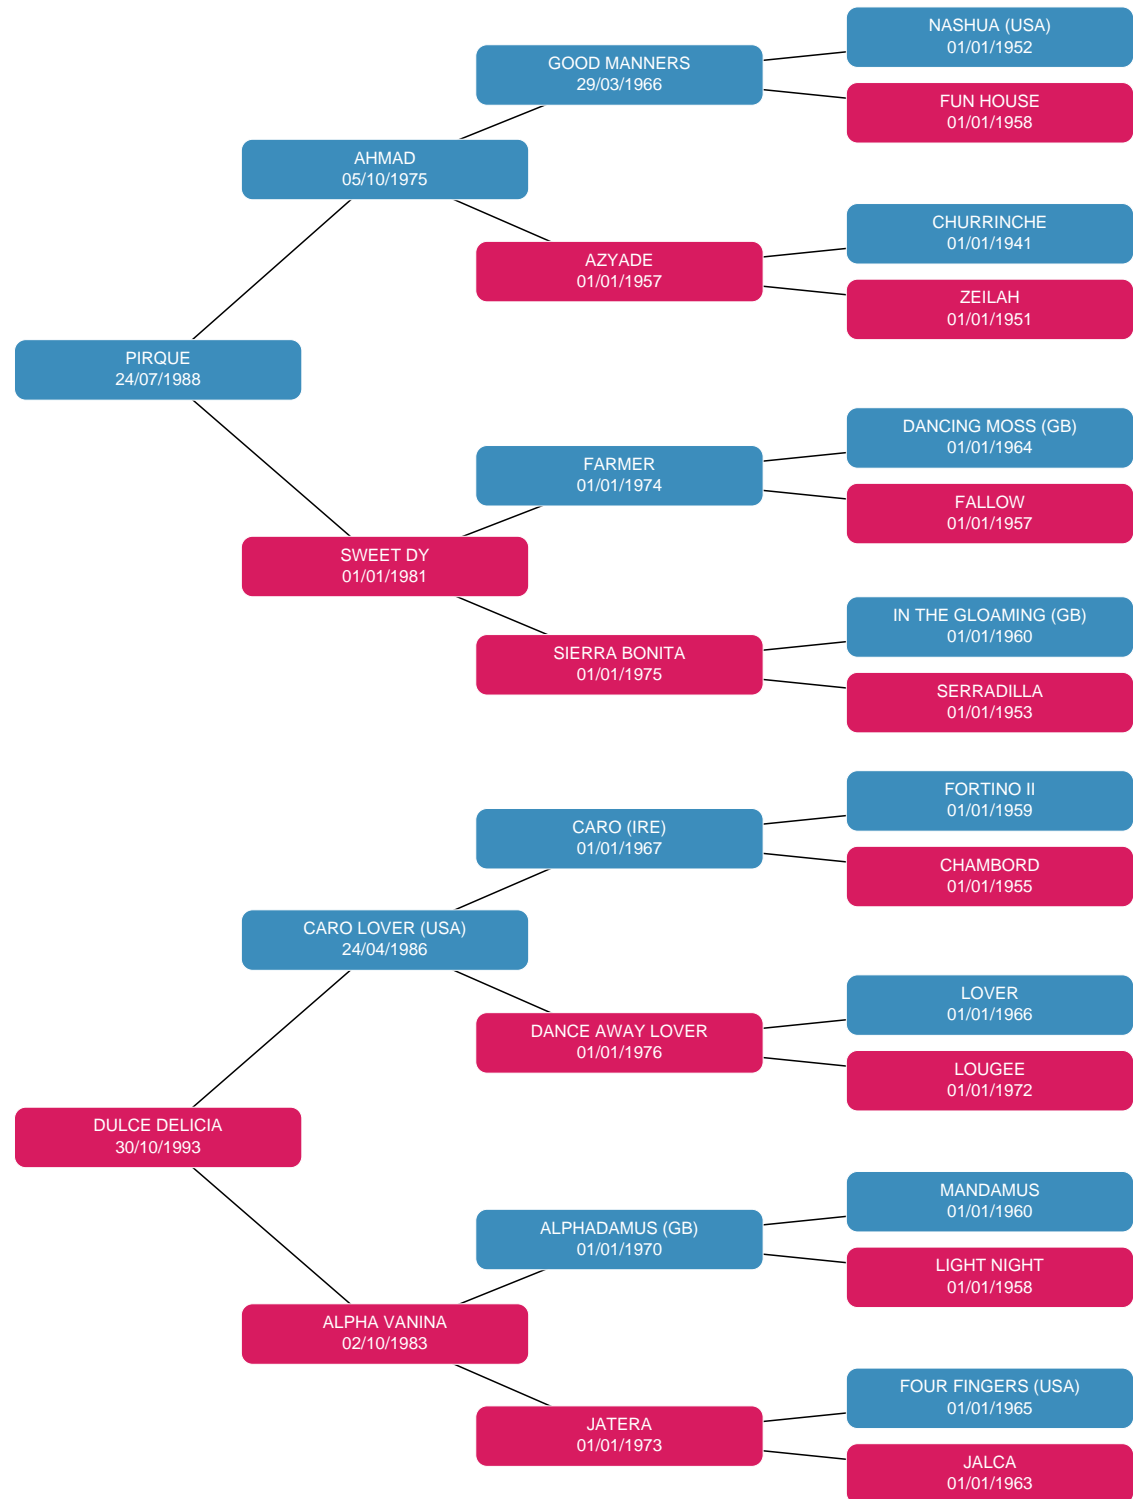 NASHUA (USA)
01/01/1952
GOOD MANNERS
29/03/1966
FUN HOUSE
01/01/1958
AHMAD
05/10/1975
CHURRINCHE
01/01/1941
AZYADE
01/01/1957
ZEILAH
01/01/1951
PIRQUE
24/07/1988
DANCING MOSS (GB)
01/01/1964
FARMER
01/01/1974
FALLOW
01/01/1957
SWEET DY
01/01/1981
IN THE GLOAMING (GB)
01/01/1960
SIERRA BONITA
01/01/1975
SERRADILLA
01/01/1953
FORTINO II
01/01/1959
CARO (IRE)
01/01/1967
CHAMBORD
01/01/1955
CARO LOVER (USA)
24/04/1986
LOVER
01/01/1966
DANCE AWAY LOVER
01/01/1976
LOUGEE
01/01/1972
DULCE DELICIA
30/10/1993
MANDAMUS
01/01/1960
ALPHADAMUS (GB)
01/01/1970
LIGHT NIGHT
01/01/1958
ALPHA VANINA
02/10/1983
FOUR FINGERS (USA)
01/01/1965
JATERA
01/01/1973
JALCA
01/01/1963